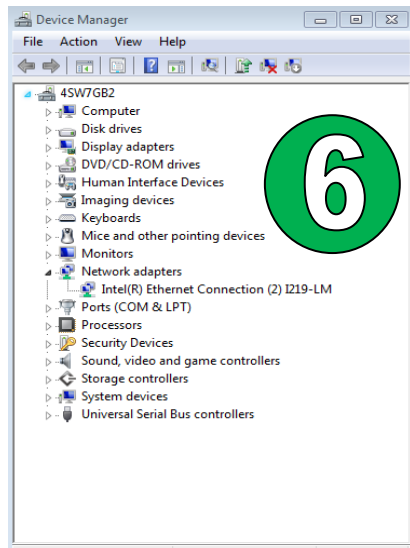 Device Manager
File Action View Help
4SW7GB2
Computer
Disk drives
Display adapters
DVD/CD-ROM drives
Human Interface Devices
Imaging devices
Keyboards
Mice and other pointing devices
Monitors
Network adapters
Intel(R) Ethernet Connection (2) I219-LM
Ports (COM & LPT)
Processors
Security Devices
Sound, video and game controllers
Storage controllers
System devices
Universal Serial Bus controllers
6